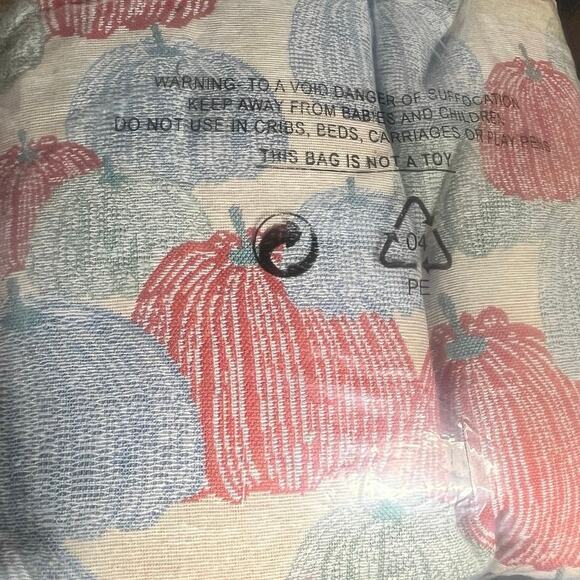 WARNING: TO A VOID DANGER OF SUFFOCATION
KEEP AWAY FROM BABIES AND CHILDREN
DO NOT USE IN CRIBS, BEDS, CARRIAGES OR PLAY PENS
THIS BAG IS NOT A TOY
04
PE